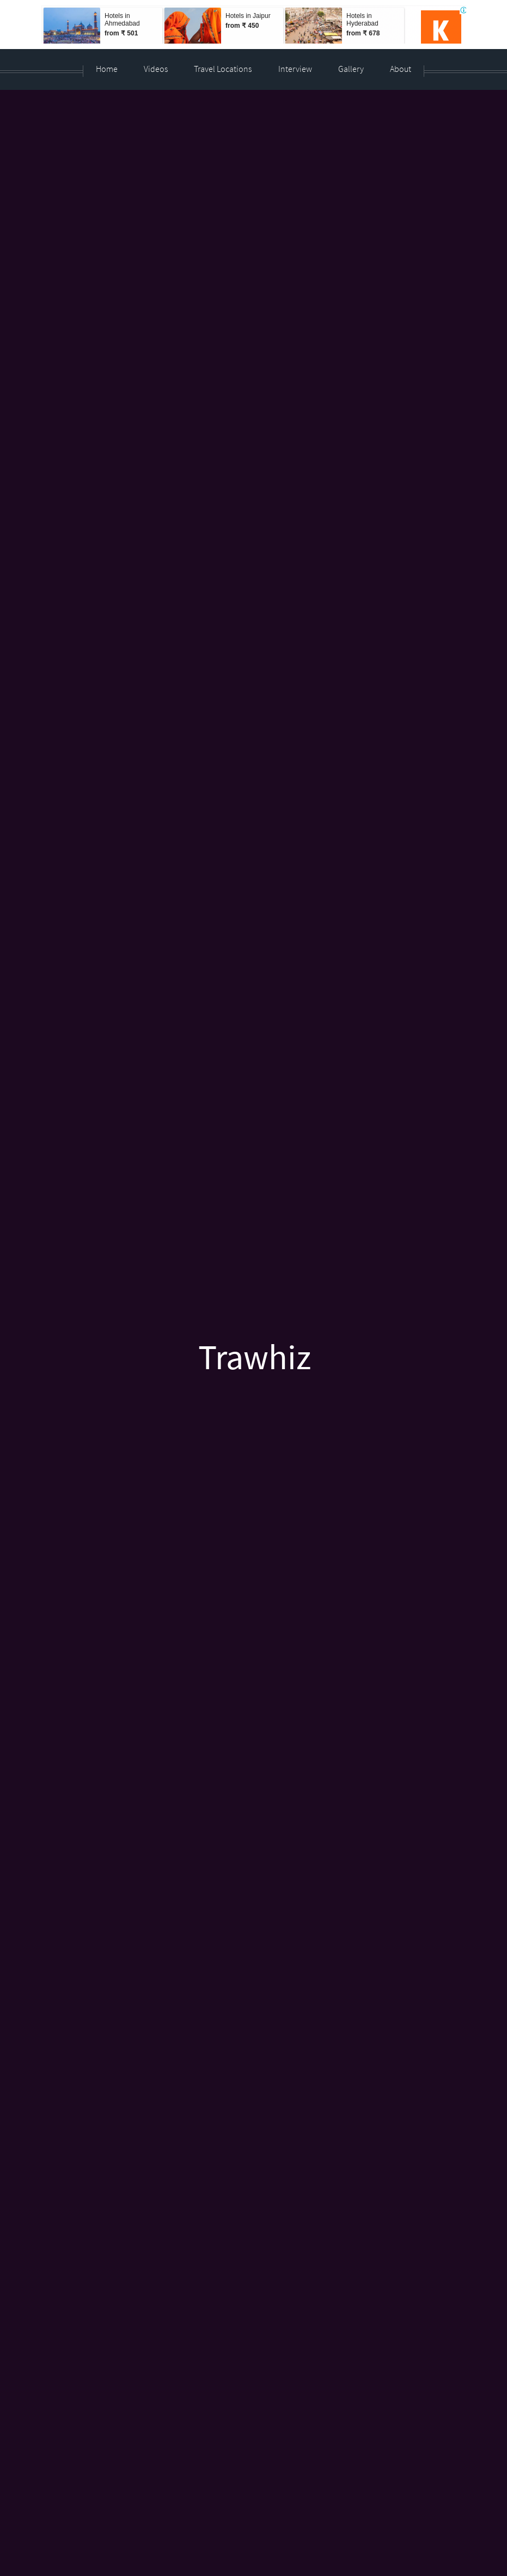 Hotels in
Ahmedabad
from ₹ 501
Hotels in Jaipur
from ₹ 450
Hotels in
Hyderabad
from ₹ 678
K
Home
Videos
Travel Locations
Interview
Gallery
About
Trawhiz